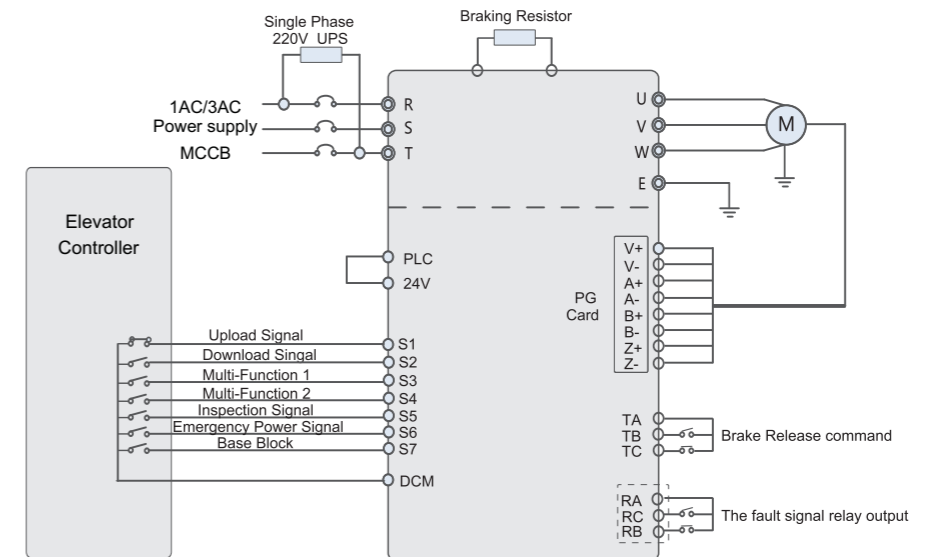 Single Phase
220V UPS
Braking Resistor
1AC/3AC
Power supply
MCCB
R
S
T
U
V
W
E
M
Elevator
Controller
PLC
24V
PG
Card
V+
V-
A+
A-
B+
B-
Z+
Z-
Upload Signal
S1
Download Singal
S2
Multi-Function 1
S3
Multi-Function 2
S4
Inspection Signal
S5
Emergency Power Signal
S6
Base Block
S7
DCM
TA
TB
TC
Brake Release command
RA
RC
RB
The fault signal relay output